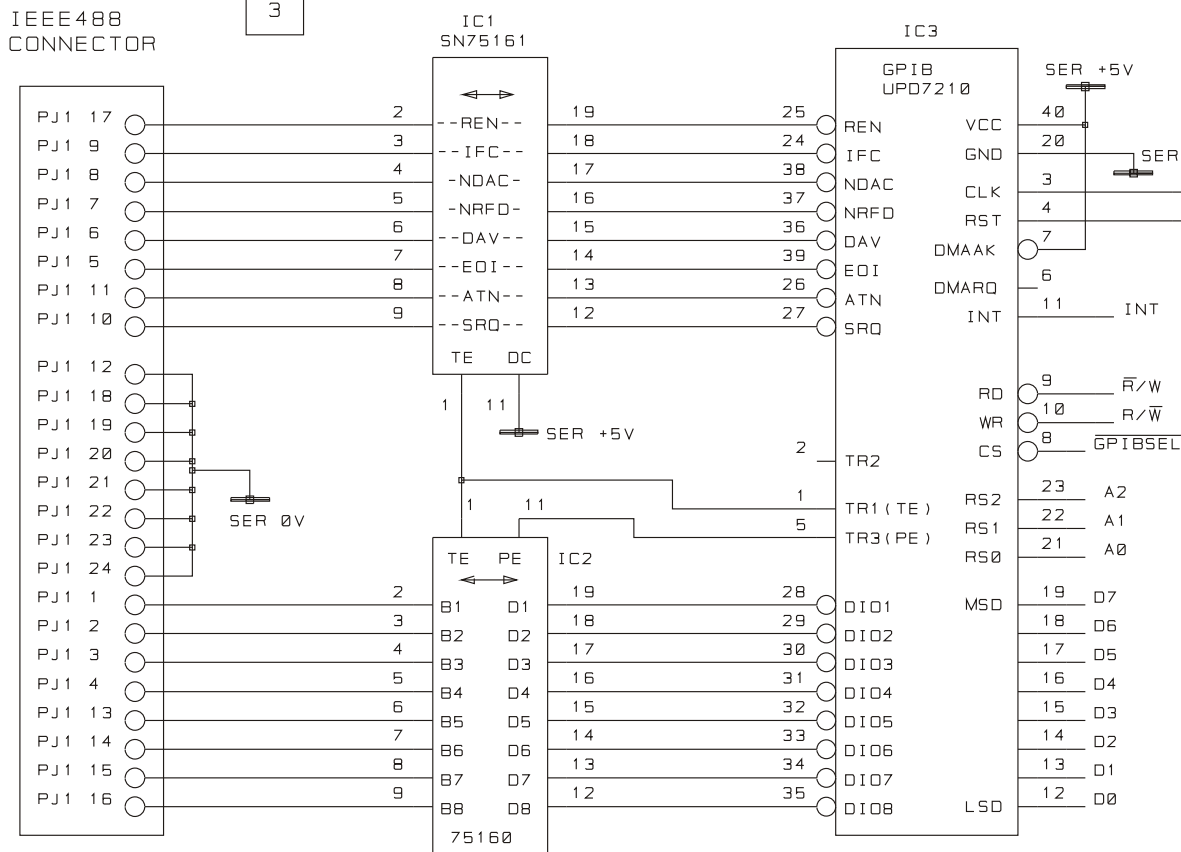 IEEE488
CONNECTOR
3
IC1
SN75161
IC3
GPIB
UPD7210
SER +5V
PJ1 17 2 --REN-- 19 25 REN VCC 40
PJ1 9 3 --IFC-- 18 24 IFC GND 20 SER
PJ1 8 4 -NDAC- 17 38 NDAC CLK 3
PJ1 7 5 -NRFD- 16 37 NRFD RST 4
PJ1 6 6 --DAV-- 15 36 DAV DMAAK 7
PJ1 5 7 --EOI-- 14 39 EOI DMARQ 6
PJ1 11 8 --ATN-- 13 26 ATN INT 11 INT
PJ1 10 9 --SRQ-- 12 27 SRQ
TE DC
PJ1 12
PJ1 18 1 11 RD 9 R̅/W
PJ1 19 SER +5V WR 10 R/W̅
PJ1 20 2 TR2 CS 8 G̅P̅I̅B̅S̅E̅L̅
PJ1 21 1 TR1(TE) RS2 23 A2
PJ1 22 SER 0V 1 11 5 TR3(PE) RS1 22 A1
PJ1 23 RS0 21 A0
PJ1 24 TE PE IC2
PJ1 1 2 B1 D1 19 28 DIO1 MSD 19 D7
PJ1 2 3 B2 D2 18 29 DIO2 18 D6
PJ1 3 4 B3 D3 17 30 DIO3 17 D5
PJ1 4 5 B4 D4 16 31 DIO4 16 D4
PJ1 13 6 B5 D5 15 32 DIO5 15 D3
PJ1 14 7 B6 D6 14 33 DIO6 14 D2
PJ1 15 8 B7 D7 13 34 DIO7 13 D1
PJ1 16 9 B8 D8 12 35 DIO8 LSD 12 D0
75160